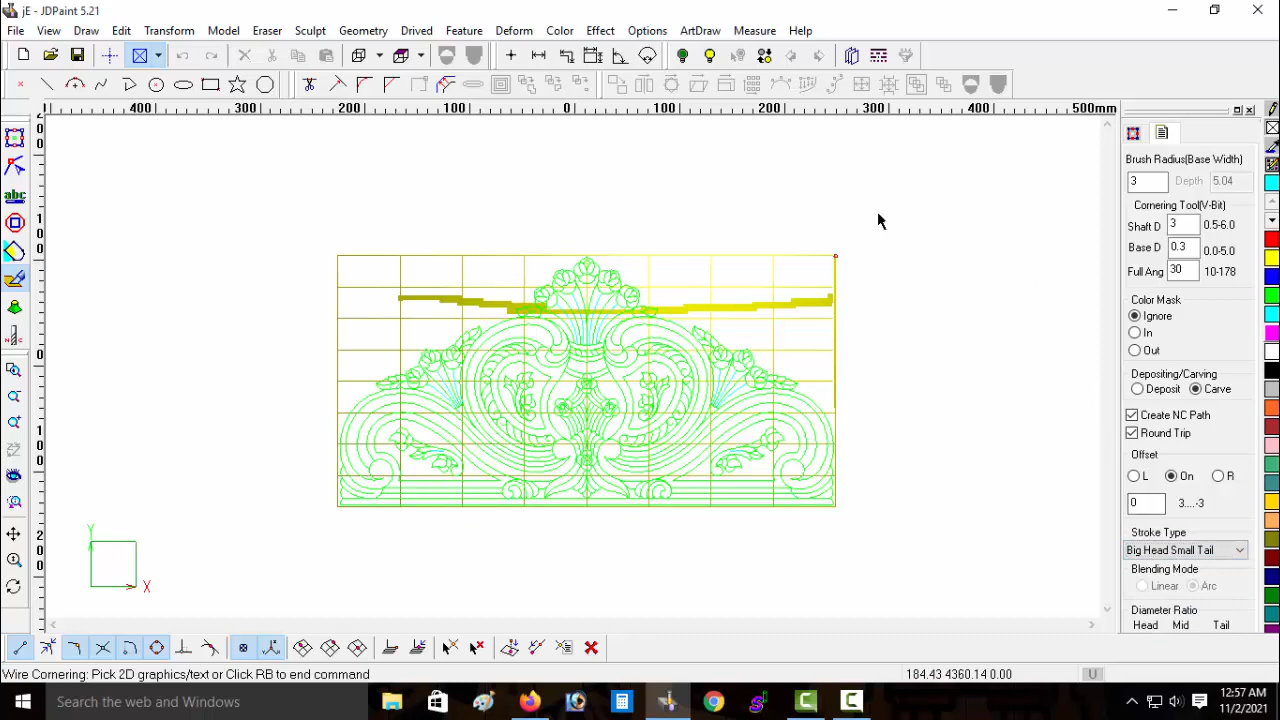 jE - JDPaint 5.21
File View Draw Edit Transform Model Eraser Sculpt Geometry Drived Feature Deform Color Effect Options ArtDraw Measure Help
400 300 200 100 0 100 200 300 400 500mm
Brush Radius(Base Width)
3 Depth 5.04
Cornering Tool(V-Bit)
Shaft D 3 0.5-6.0
Base D 0.3 0.0-5.0
Full Ang 30 10-178
Color Mask
Ignore
In
Out
Depositing/Carving
Deposit Carve
Create NC Path
Round Trip
Offset
L On R
0 3....-3
Stroke Type
Big Head Small Tail
Blending Mode
Linear Arc
Diameter Ratio
Head Mid Tail
abc
Y
X
Wire Cornering: Pick 2D graphics/text or Click RB to end command
184.43 4360.14 0.00
U
Search the web and Windows
12:57 AM
11/2/2021